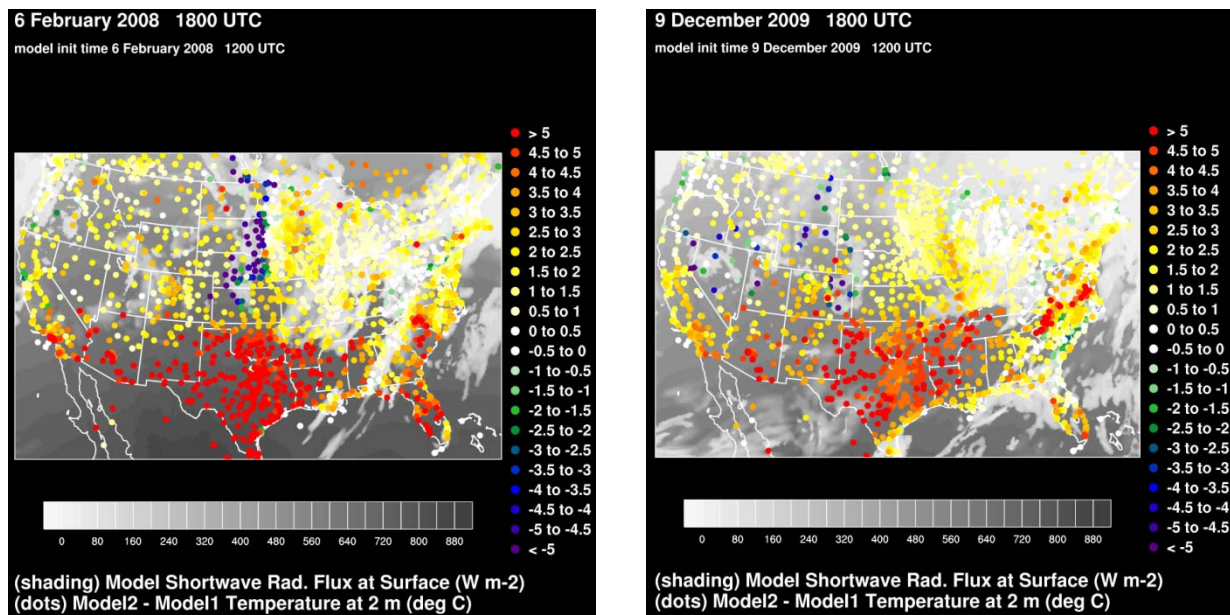 6 February 2008   1800 UTC
model init time 6 February 2008   1200 UTC
> 5
4.5 to 5
4 to 4.5
3.5 to 4
3 to 3.5
2.5 to 3
2 to 2.5
1.5 to 2
1 to 1.5
0.5 to 1
0 to 0.5
-0.5 to 0
-1 to -0.5
-1.5 to -1
-2 to -1.5
-2.5 to -2
-3 to -2.5
-3.5 to -3
-4 to -3.5
-4.5 to -4
-5 to -4.5
< -5
0 80 160 240 320 400 480 560 640 720 800 880
(shading) Model Shortwave Rad. Flux at Surface (W m-2)
(dots) Model2 - Model1 Temperature at 2 m (deg C)
9 December 2009   1800 UTC
model init time 9 December 2009   1200 UTC
> 5
4.5 to 5
4 to 4.5
3.5 to 4
3 to 3.5
2.5 to 3
2 to 2.5
1.5 to 2
1 to 1.5
0.5 to 1
0 to 0.5
-0.5 to 0
-1 to -0.5
-1.5 to -1
-2 to -1.5
-2.5 to -2
-3 to -2.5
-3.5 to -3
-4 to -3.5
-4.5 to -4
-5 to -4.5
< -5
0 80 160 240 320 400 480 560 640 720 800 880
(shading) Model Shortwave Rad. Flux at Surface (W m-2)
(dots) Model2 - Model1 Temperature at 2 m (deg C)